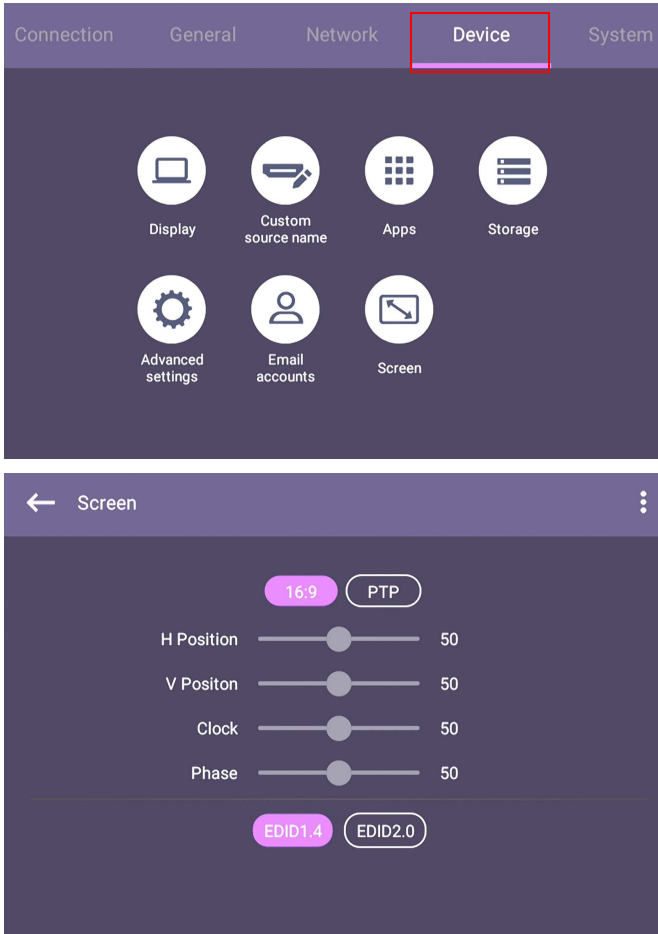 Connection General Network Device System
Display
Custom
source name
Apps
Storage
Advanced
settings
Email
accounts
Screen
Screen
16:9 PTP
H Position 50
V Positon 50
Clock 50
Phase 50
EDID1.4 EDID2.0